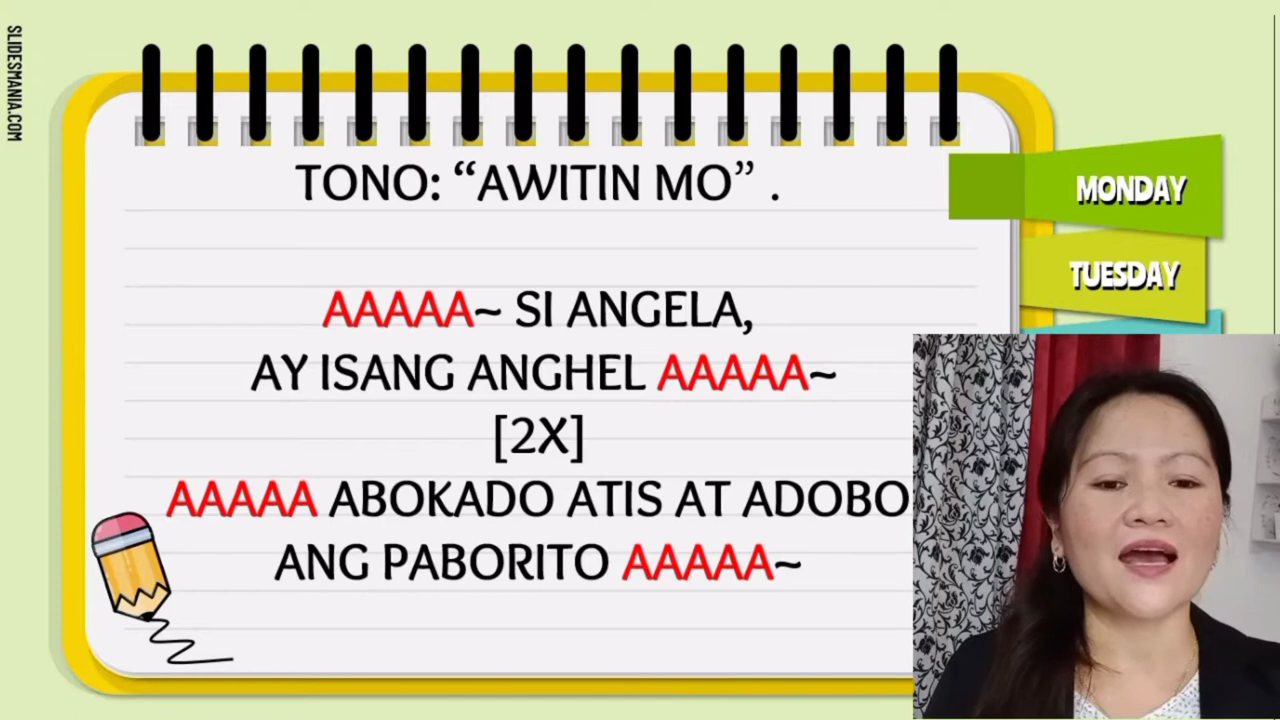 SLIDESMANIA.COM
TONO: “AWITIN MO” .
AAAAA~ SI ANGELA,
AY ISANG ANGHEL AAAAA~
[2X]
AAAAA ABOKADO ATIS AT ADOBO
ANG PABORITO AAAAA~
MONDAY
TUESDAY